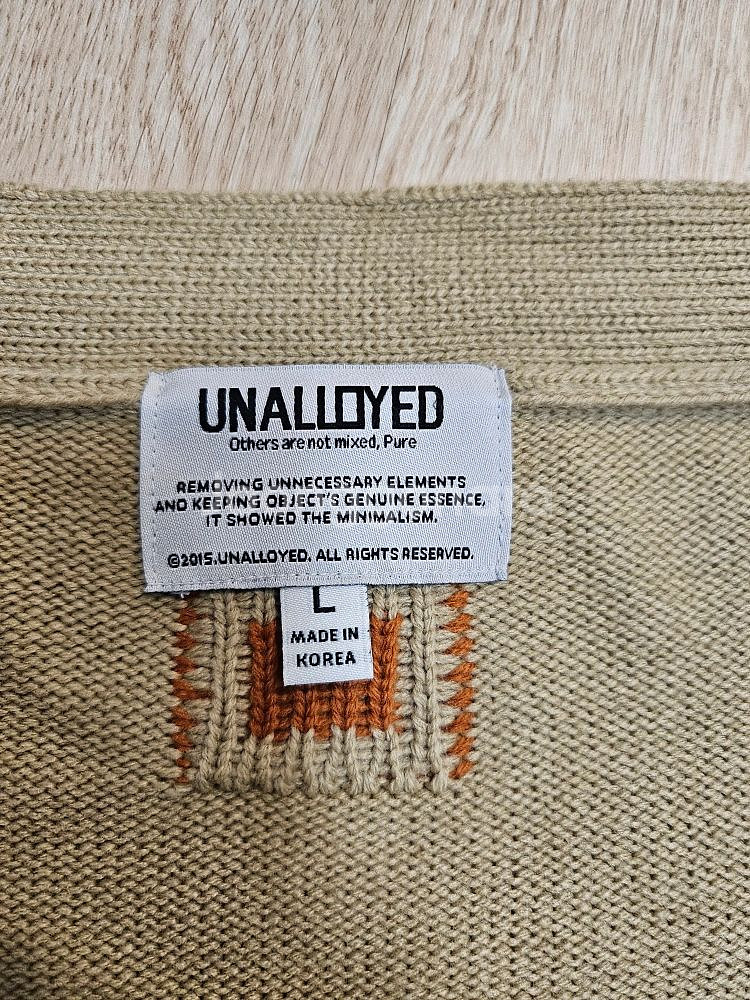 UNALLOYED
Others are not mixed, Pure
REMOVING UNNECESSARY ELEMENTS
AND KEEPING OBJECT'S GENUINE ESSENCE,
IT SHOWED THE MINIMALISM.
©2015.UNALLOYED. ALL RIGHTS RESERVED.
L
MADE IN
KOREA